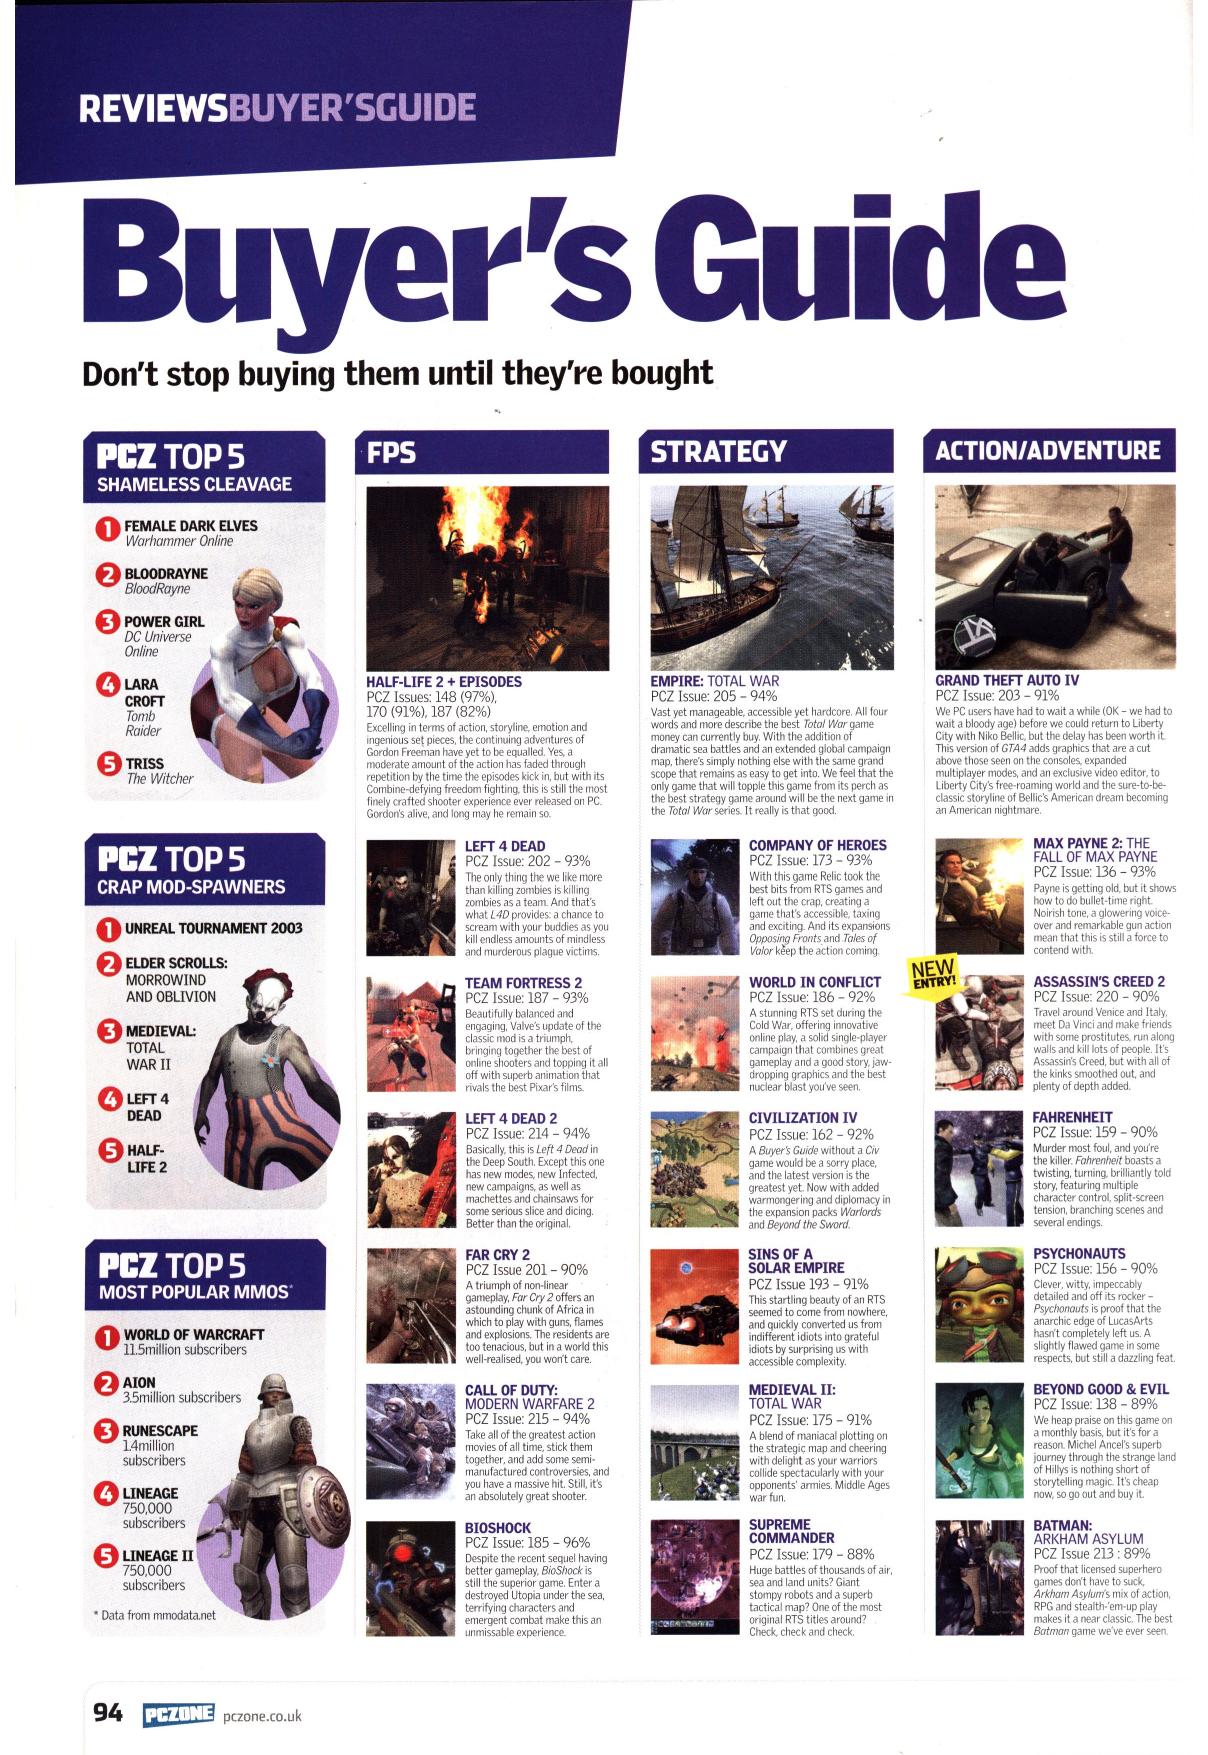 REVIEWSBUYER'SGUIDE
Buyer's Guide
Don't stop buying them until they're bought
PCZ TOP 5
SHAMELESS CLEAVAGE
1 FEMALE DARK ELVES
Warhammer Online
2 BLOODRAYNE
BloodRayne
3 POWER GIRL
DC Universe
Online
4 LARA
CROFT
Tomb
Raider
5 TRISS
The Witcher
PCZ TOP 5
CRAP MOD-SPAWNERS
1 UNREAL TOURNAMENT 2003
2 ELDER SCROLLS:
MORROWIND
AND OBLIVION
3 MEDIEVAL:
TOTAL
WAR II
4 LEFT 4
DEAD
5 HALF-
LIFE 2
PCZ TOP 5
MOST POPULAR MMOS*
1 WORLD OF WARCRAFT
11.5million subscribers
2 AION
3.5million subscribers
3 RUNESCAPE
1.4million
subscribers
4 LINEAGE
750,000
subscribers
5 LINEAGE II
750,000
subscribers
* Data from mmodata.net
FPS
HALF-LIFE 2 + EPISODES
PCZ Issues: 148 (97%),
170 (91%), 187 (82%)
Excelling in terms of action, storyline, emotion and
ingenious set pieces, the continuing adventures of
Gordon Freeman have yet to be equalled. Yes, a
moderate amount of the action has faded through
repetition by the time the episodes kick in, but with its
Combine-defying freedom fighting, this is still the most
finely crafted shooter experience ever released on PC.
Gordon's alive, and long may he remain so.
LEFT 4 DEAD
PCZ Issue: 202 – 93%
The only thing the we like more
than killing zombies is killing
zombies as a team. And that's
what L4D provides: a chance to
scream with your buddies as you
kill endless amounts of mindless
and murderous plague victims.
TEAM FORTRESS 2
PCZ Issue: 187 – 93%
Beautifully balanced and
engaging, Valve's update of the
classic mod is a triumph,
bringing together the best of
online shooters and topping it all
off with superb animation that
rivals the best Pixar's films.
LEFT 4 DEAD 2
PCZ Issue: 214 – 94%
Basically, this is Left 4 Dead in
the Deep South. Except this one
has new modes, new Infected,
new campaigns, as well as
machettes and chainsaws for
some serious slice and dicing.
Better than the original.
FAR CRY 2
PCZ Issue 201 – 90%
A triumph of non-linear
gameplay, Far Cry 2 offers an
astounding chunk of Africa in
which to play with guns, flames
and explosions. The residents are
too tenacious, but in a world this
well-realised, you won't care.
CALL OF DUTY:
MODERN WARFARE 2
PCZ Issue: 215 – 94%
Take all of the greatest action
movies of all time, stick them
together, and add some semi-
manufactured controversies, and
you have a massive hit. Still, it's
an absolutely great shooter.
BIOSHOCK
PCZ Issue: 185 – 96%
Despite the recent sequel having
better gameplay, BioShock is
still the superior game. Enter a
destroyed Utopia under the sea,
terrifying characters and
emergent combat make this an
unmissable experience.
STRATEGY
EMPIRE: TOTAL WAR
PCZ Issue: 205 – 94%
Vast yet manageable, accessible yet hardcore. All four
words and more describe the best Total War game
money can currently buy. With the addition of
dramatic sea battles and an extended global campaign
map, there's simply nothing else with the same grand
scope that remains as easy to get into. We feel that the
only game that will topple this game from its perch as
the best strategy game around will be the next game in
the Total War series. It really is that good.
COMPANY OF HEROES
PCZ Issue: 173 – 93%
With this game Relic took the
best bits from RTS games and
left out the crap, creating a
game that's accessible, taxing
and exciting. And its expansions
Opposing Fronts and Tales of
Valor keep the action coming.
WORLD IN CONFLICT
PCZ Issue: 186 – 92%
A stunning RTS set during the
Cold War, offering innovative
online play, a solid single-player
campaign that combines great
gameplay and a good story, jaw-
dropping graphics and the best
nuclear blast you've seen.
CIVILIZATION IV
PCZ Issue: 162 – 92%
A Buyer's Guide without a Civ
game would be a sorry place,
and the latest version is the
greatest yet. Now with added
warmongering and diplomacy in
the expansion packs Warlords
and Beyond the Sword.
SINS OF A
SOLAR EMPIRE
PCZ Issue 193 – 91%
This startling beauty of an RTS
seemed to come from nowhere,
and quickly converted us from
indifferent idiots into grateful
idiots by surprising us with
accessible complexity.
MEDIEVAL II:
TOTAL WAR
PCZ Issue: 175 – 91%
A blend of maniacal plotting on
the strategic map and cheering
with delight as your warriors
collide spectacularly with your
opponents' armies. Middle Ages
war fun.
SUPREME
COMMANDER
PCZ Issue: 179 – 88%
Huge battles of thousands of air,
sea and land units? Giant
stompy robots and a superb
tactical map? One of the most
original RTS titles around?
Check, check and check.
ACTION/ADVENTURE
GRAND THEFT AUTO IV
PCZ Issue: 203 – 91%
We PC users have had to wait a while (OK – we had to
wait a bloody age) before we could return to Liberty
City with Niko Bellic, but the delay has been worth it.
This version of GTA4 adds graphics that are a cut
above those seen on the consoles, expanded
multiplayer modes, and an exclusive video editor, to
Liberty City's free-roaming world and the sure-to-be-
classic storyline of Bellic's American dream becoming
an American nightmare.
MAX PAYNE 2: THE
FALL OF MAX PAYNE
PCZ Issue: 136 – 93%
Payne is getting old, but it shows
how to do bullet-time right.
Noirish tone, a glowering voice-
over and remarkable gun action
mean that this is still a force to
contend with.
NEW
ENTRY!
ASSASSIN'S CREED 2
PCZ Issue: 220 – 90%
Travel around Venice and Italy,
meet Da Vinci and make friends
with some prostitutes, run along
walls and kill lots of people. It's
Assassin's Creed, but with all of
the kinks smoothed out, and
plenty of depth added.
FAHRENHEIT
PCZ Issue: 159 – 90%
Murder most foul, and you're
the killer. Fahrenheit boasts a
twisting, turning, brilliantly told
story, featuring multiple
character control, split-screen
tension, branching scenes and
several endings.
PSYCHONAUTS
PCZ Issue: 156 – 90%
Clever, witty, impeccably
detailed and off its rocker –
Psychonauts is proof that the
anarchic edge of LucasArts
hasn't completely left us. A
slightly flawed game in some
respects, but still a dazzling feat.
BEYOND GOOD & EVIL
PCZ Issue: 138 – 89%
We heap praise on this game on
a monthly basis, but it's for a
reason. Michel Ancel's superb
journey through the strange land
of Hillys is nothing short of
storytelling magic. It's cheap
now, so go out and buy it.
BATMAN:
ARKHAM ASYLUM
PCZ Issue 213 : 89%
Proof that licensed superhero
games don't have to suck,
Arkham Asylum's mix of action,
RPG and stealth-'em-up play
makes it a near classic. The best
Batman game we've ever seen.
94 PCZONE pczone.co.uk